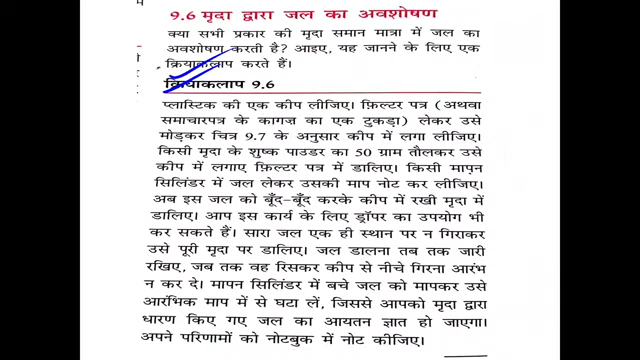 9.6 मृदा द्वारा जल का अवशोषण
क्या सभी प्रकार की मृदा समान मात्रा में जल का
अवशोषण करती है? आइए, यह जानने के लिए एक
क्रियाकलाप करते हैं।
क्रियाकलाप 9.6
प्लास्टिक की एक कीप लीजिए। फ़िल्टर पत्र (अथवा
समाचारपत्र के कागज़ का एक टुकड़ा) लेकर उसे
मोड़कर चित्र 9.7 के अनुसार कीप में लगा लीजिए।
किसी मृदा के शुष्क पाउडर का 50 ग्राम तौलकर उसे
कीप में लगाए फ़िल्टर पत्र में डालिए। किसी मापन
सिलिंडर में जल लेकर उसकी माप नोट कर लीजिए।
अब इस जल को बूँद-बूँद करके कीप में रखी मृदा में
डालिए। आप इस कार्य के लिए ड्रॉपर का उपयोग भी
कर सकते हैं। सारा जल एक ही स्थान पर न गिराकर
उसे पूरी मृदा पर डालिए। जल डालना तब तक जारी
रखिए, जब तक वह रिसकर कीप से नीचे गिरना आरंभ
न कर दे। मापन सिलिंडर में बचे जल को मापकर उसे
आरंभिक माप में से घटा लें, जिससे आपको मृदा द्वारा
धारण किए गए जल का आयतन ज्ञात हो जाएगा।
अपने परिणामों को नोटबुक में नोट कीजिए।